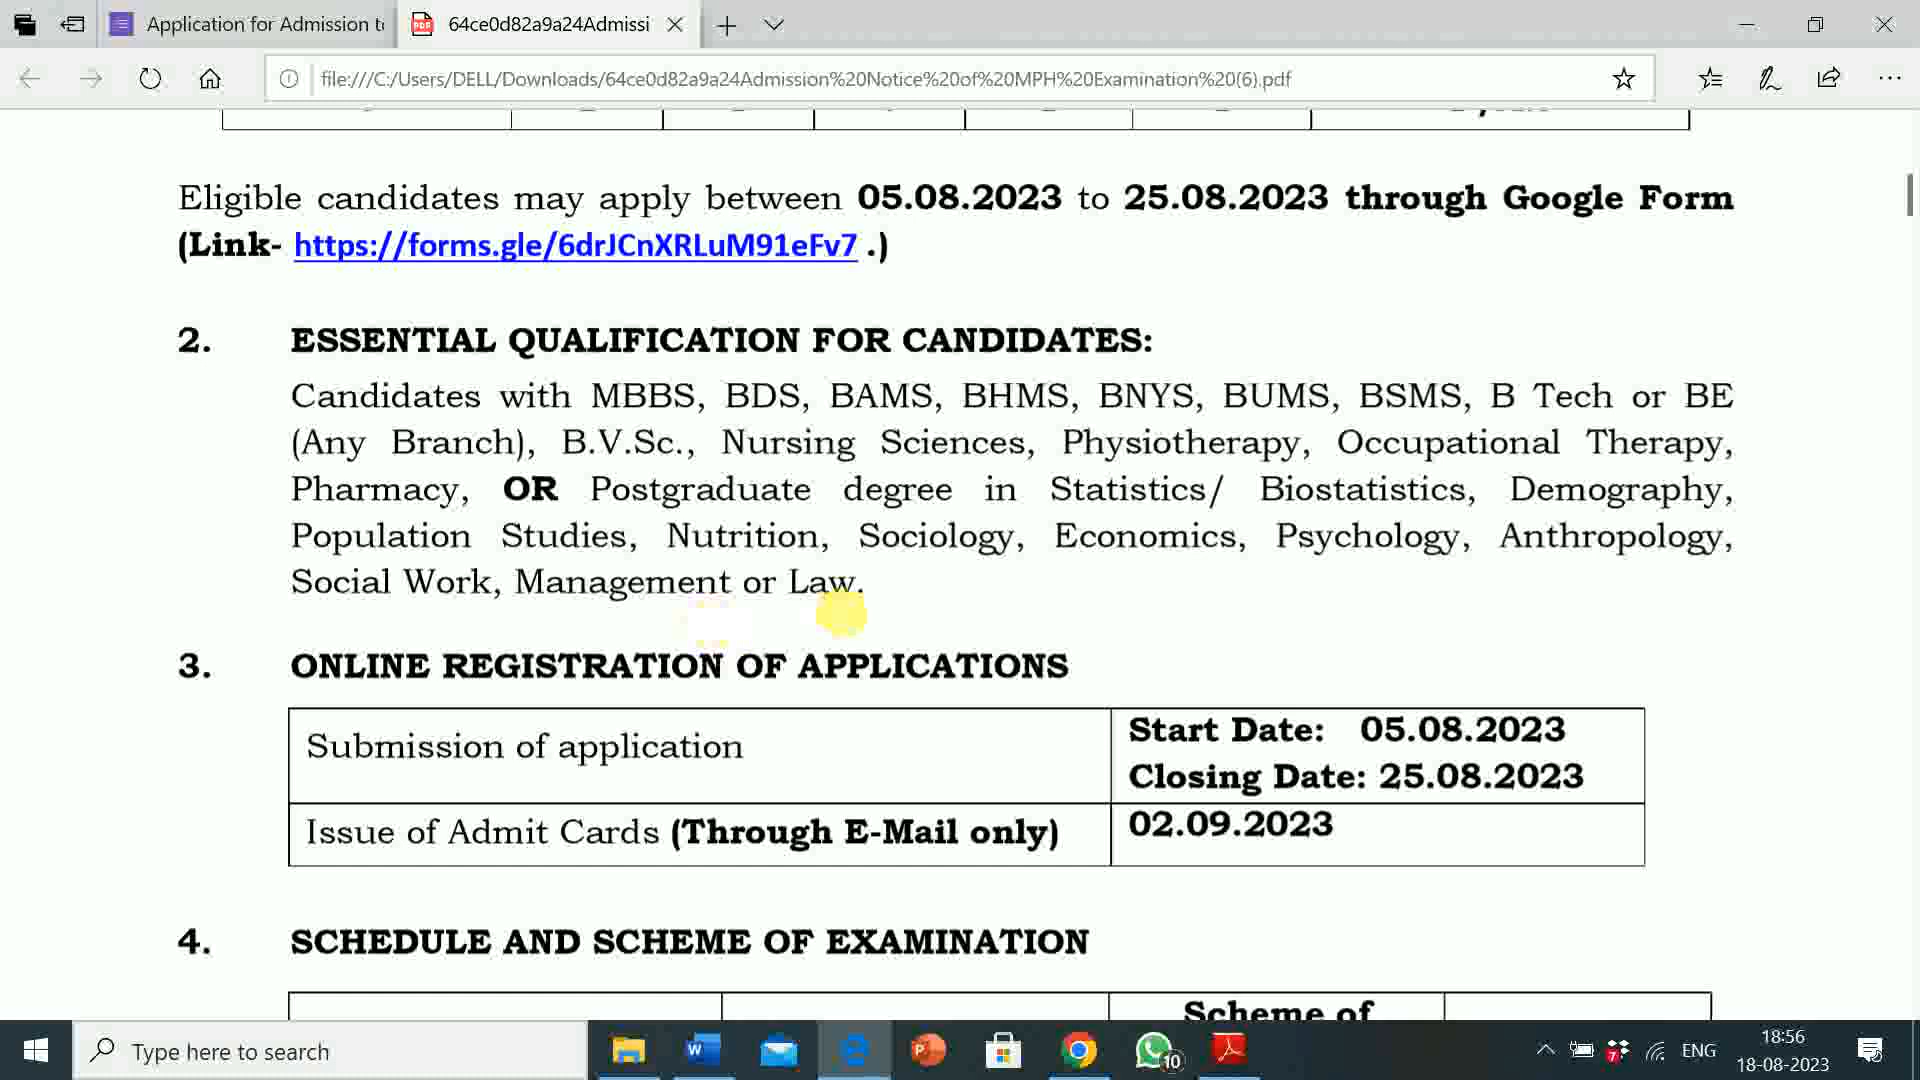 Application for Admission to
64ce0d82a9a24Admissi
file:///C:/Users/DELL/Downloads/64ce0d82a9a24Admission%20Notice%20of%20MPH%20Examination%20(6).pdf
Eligible candidates may apply between 05.08.2023 to 25.08.2023 through Google Form
(Link- https://forms.gle/6drJCnXRLuM91eFv7 .)
2. ESSENTIAL QUALIFICATION FOR CANDIDATES:
Candidates with MBBS, BDS, BAMS, BHMS, BNYS, BUMS, BSMS, B Tech or BE
(Any Branch), B.V.Sc., Nursing Sciences, Physiotherapy, Occupational Therapy,
Pharmacy, OR Postgraduate degree in Statistics/ Biostatistics, Demography,
Population Studies, Nutrition, Sociology, Economics, Psychology, Anthropology,
Social Work, Management or Law.
3. ONLINE REGISTRATION OF APPLICATIONS
Submission of application
Start Date: 05.08.2023
Closing Date: 25.08.2023
Issue of Admit Cards (Through E-Mail only)
02.09.2023
4. SCHEDULE AND SCHEME OF EXAMINATION
Scheme of
Type here to search
10
7
ENG
18:56
18-08-2023